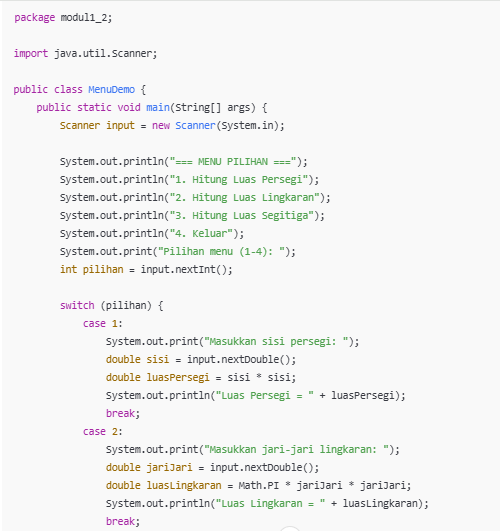 package modul1_2;
import java.util.Scanner;
public class MenuDemo {
public static void main(String[] args) {
Scanner input = new Scanner(System.in);
System.out.println("=== MENU PILIHAN ===");
System.out.println("1. Hitung Luas Persegi");
System.out.println("2. Hitung Luas Lingkaran");
System.out.println("3. Hitung Luas Segitiga");
System.out.println("4. Keluar");
System.out.print("Pilihan menu (1-4): ");
int pilihan = input.nextInt();
switch (pilihan) {
case 1:
System.out.print("Masukkan sisi persegi: ");
double sisi = input.nextDouble();
double luasPersegi = sisi * sisi;
System.out.println("Luas Persegi = " + luasPersegi);
break;
case 2:
System.out.print("Masukkan jari-jari lingkaran: ");
double jariJari = input.nextDouble();
double luasLingkaran = Math.PI * jariJari * jariJari;
System.out.println("Luas Lingkaran = " + luasLingkaran);
break;